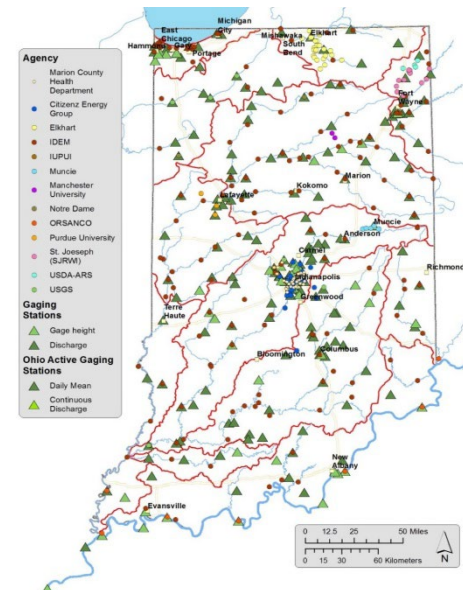 Michigan
City
East
Chicago
Hammond
Gary
Portage
Mishawaka
South
Bend
Elkhart
Fort
Wayne
Agency
Marion County
Health
Department
Citizenz Energy
Group
Elkhart
IDEM
IUPUI
Muncie
Manchester
University
Notre Dame
ORSANCO
Purdue University
St. Joeseph
(SJRWI)
USDA-ARS
USGS
Gaging
Stations
Gage height
Discharge
Ohio Active Gaging
Stations
Daily Mean
Continuous
Discharge
Marion
Kokomo
Lafayette
Muncie
Anderson
Carmel
Richmond
Indianapolis
Greenwood
Terre
Haute
Bloomington
Columbus
New
Albany
Evansville
0 12.5 25 50 Miles
0 15 30 60 Kilometers
N